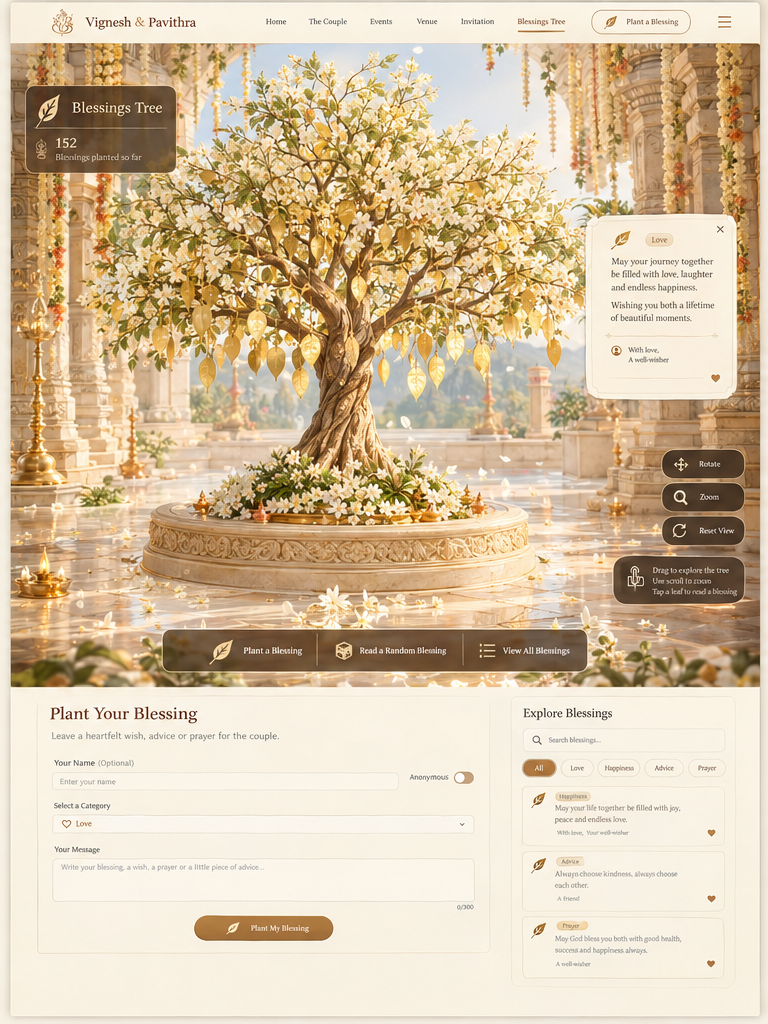 Vignesh & Pavithra
Home
The Couple
Events
Venue
Invitation
Blessings Tree
Plant a Blessing
Blessings Tree
152
Blessings planted so far
Love
May your journey together
be filled with love, laughter
and endless happiness.
Wishing you both a lifetime
of beautiful moments.
With love,
A well-wisher
Rotate
Zoom
Reset View
Drag to explore the tree
Use scroll to zoom
Tap a leaf to read a blessing
Plant a Blessing
Read a Random Blessing
View All Blessings
Plant Your Blessing
Leave a heartfelt wish, advice or prayer for the couple.
Your Name (Optional)
Enter your name
Anonymous
Select a Category
Love
Your Message
Write your blessing, a wish, a prayer or a little piece of advice...
0/300
Plant My Blessing
Explore Blessings
Search blessings...
All
Love
Happiness
Advice
Prayer
Happiness
May your life together be filled with joy,
peace and endless love.
With love, Your well-wisher
Advice
Always choose kindness, always choose
each other.
A friend
Prayer
May God bless you both with good health,
success and happiness always.
A well-wisher